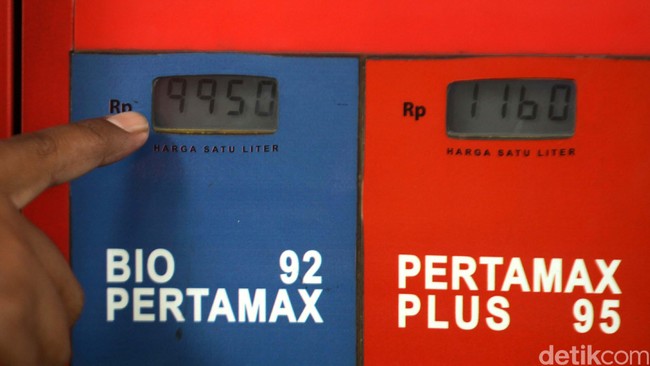 Rp 9950
HARGA SATU LITER
BIO 92
PERTAMAX
Rp 1160
HARGA SATU LITER
PERTAMAX
PLUS 95
detikcom